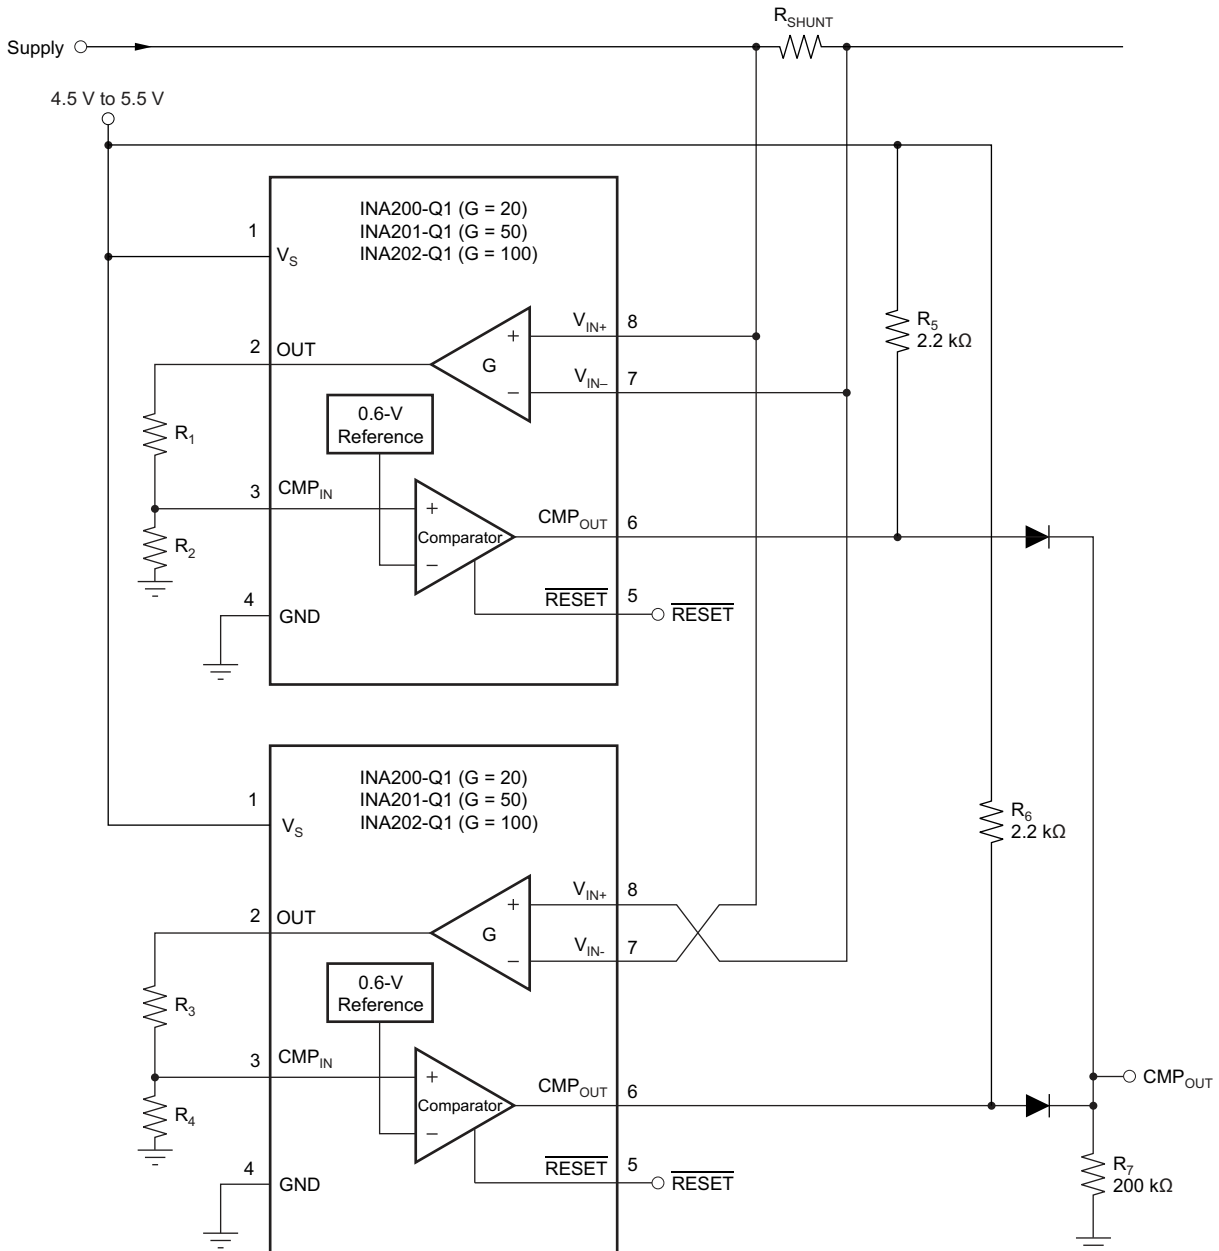 R_SHUNT
Supply
4.5 V to 5.5 V
INA200-Q1 (G = 20)
INA201-Q1 (G = 50)
INA202-Q1 (G = 100)
1
V_S
V_IN+
8
2
OUT
G
+
−
V_IN–
7
R_5
2.2 kΩ
0.6-V
Reference
R_1
3
CMP_IN
+
Comparator
−
CMP_OUT
6
R_2
4
GND
RESET
5
RESET
INA200-Q1 (G = 20)
INA201-Q1 (G = 50)
INA202-Q1 (G = 100)
1
V_S
R_6
2.2 kΩ
V_IN+
8
2
OUT
G
+
−
V_IN-
7
0.6-V
Reference
R_3
3
CMP_IN
+
Comparator
−
CMP_OUT
6
CMP_OUT
R_4
4
GND
RESET
5
RESET
R_7
200 kΩ